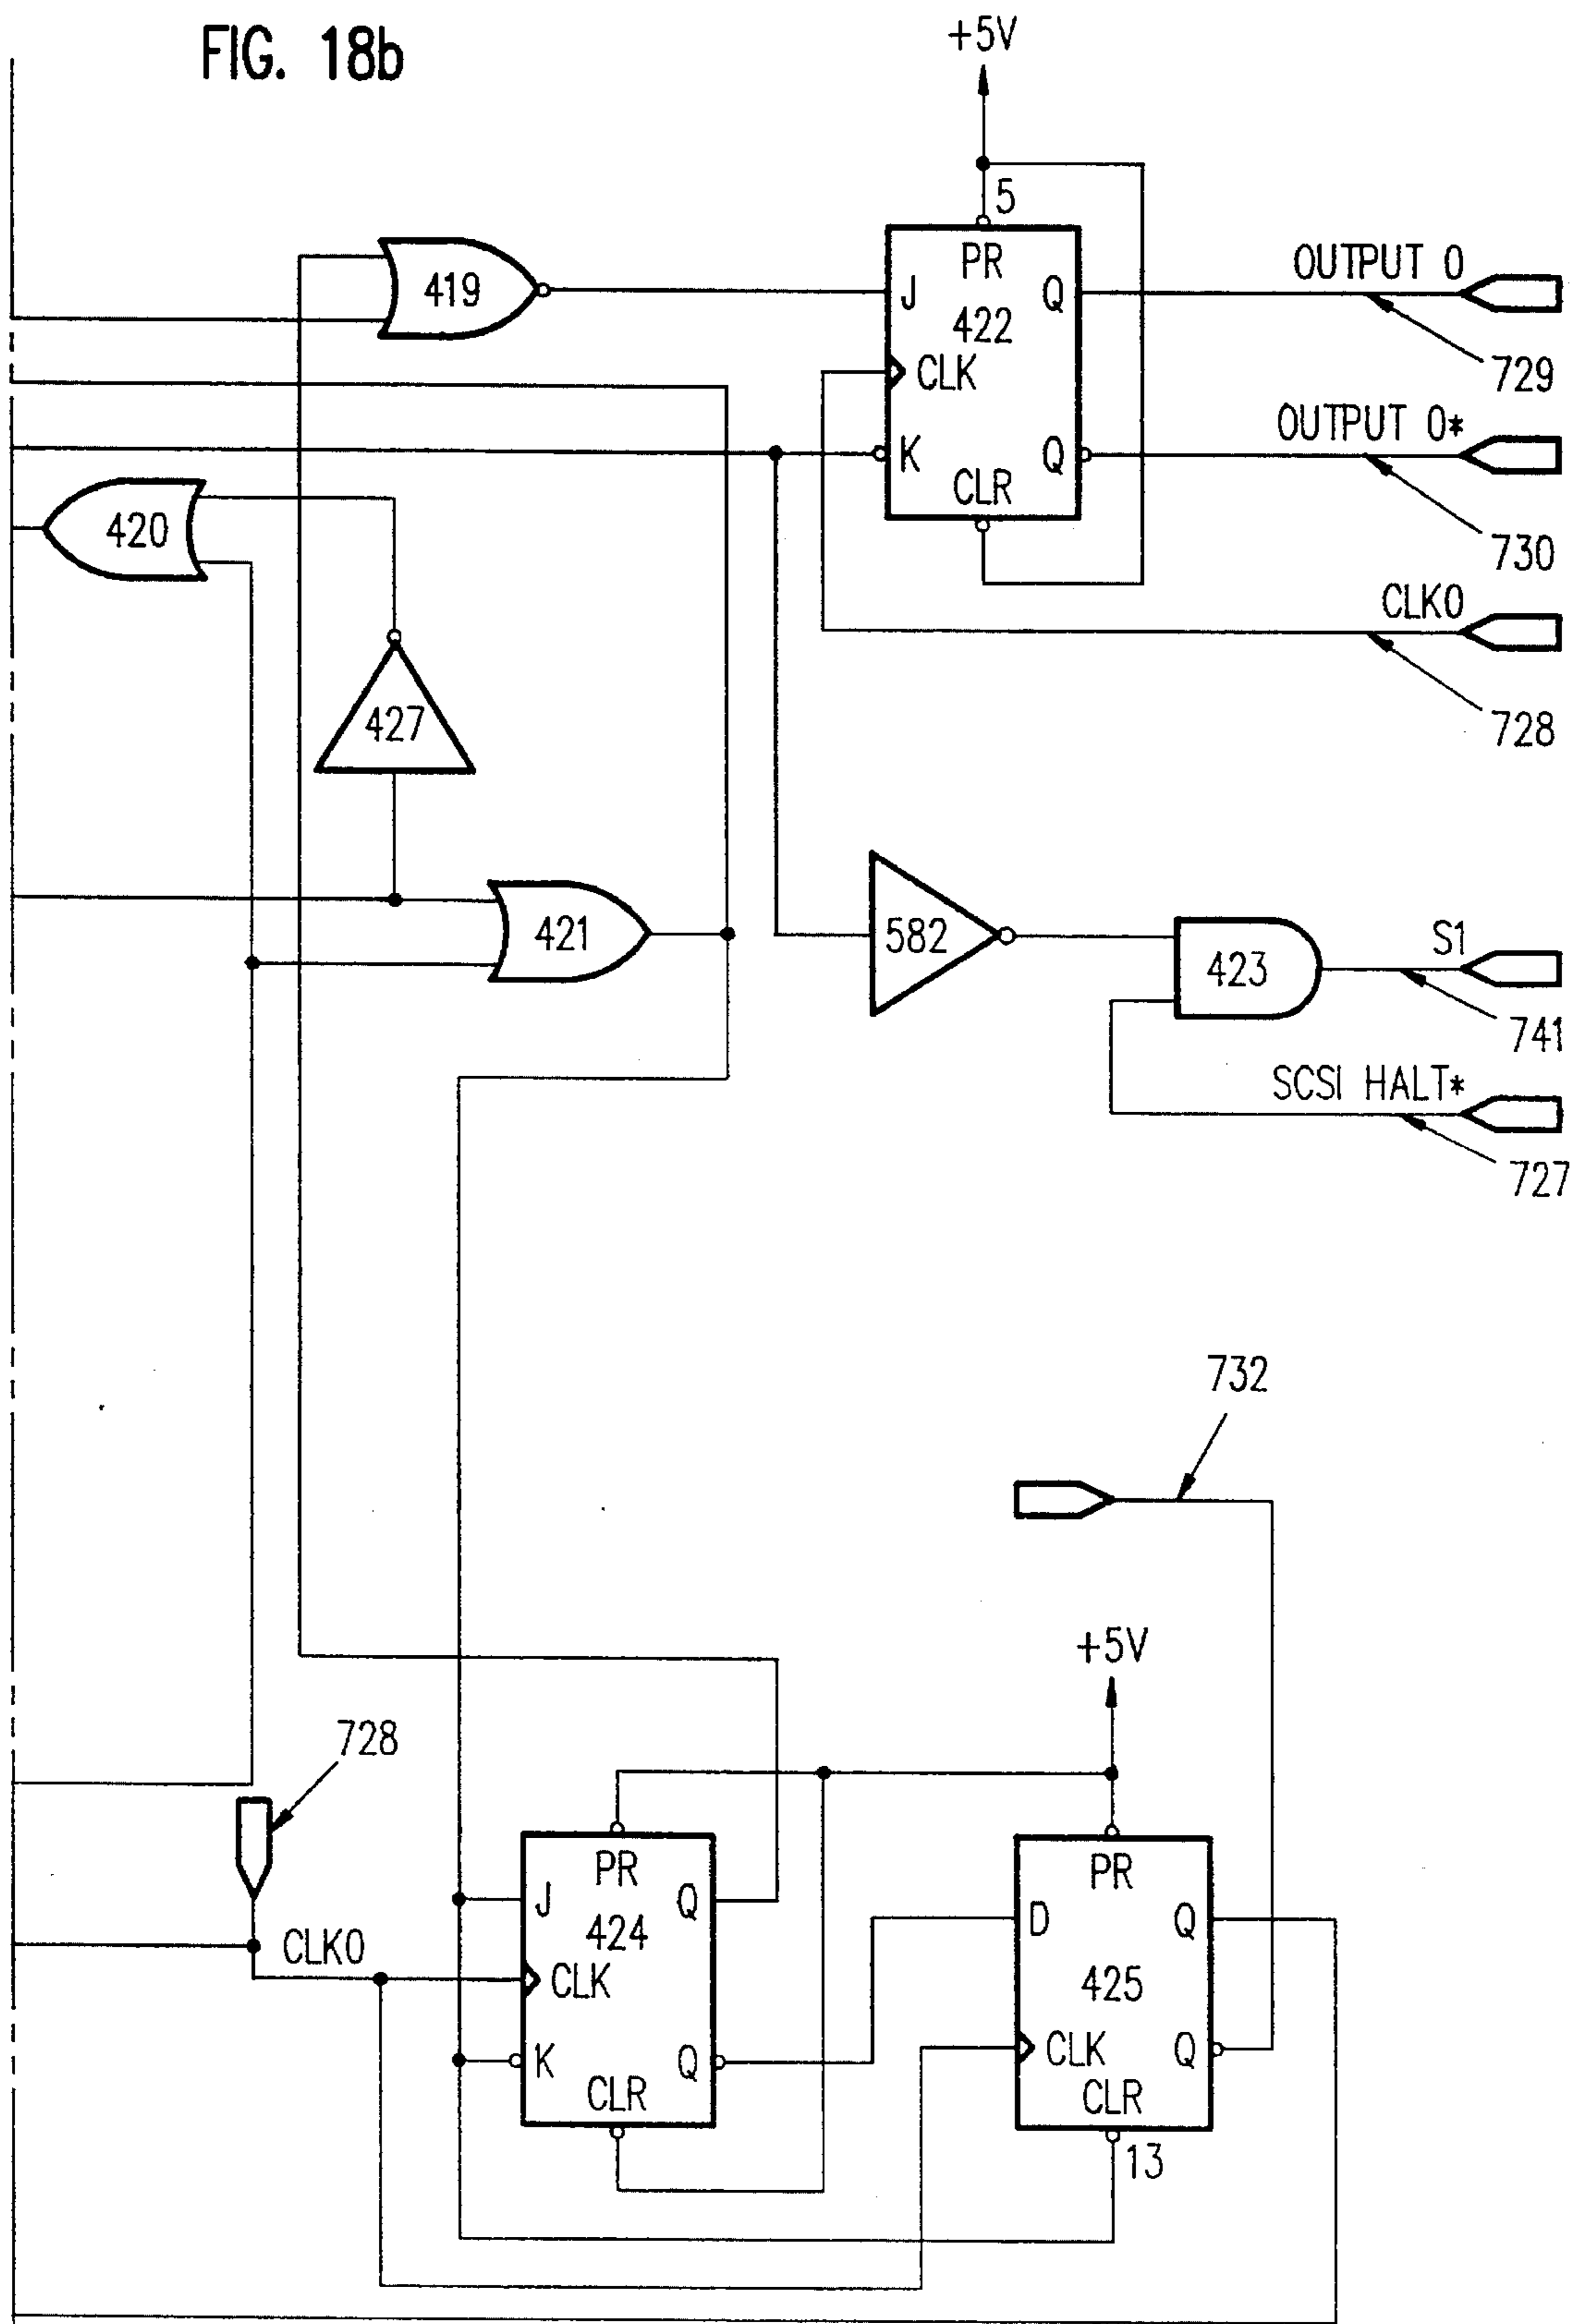 FIG. 18b
+5V
5
419
J
PR
422
Q
CLK
K
Q
CLR
OUTPUT 0
729
OUTPUT 0*
730
CLK0
728
420
427
421
582
423
S1
741
SCSI HALT*
727
732
+5V
728
CLK0
PR
J
424
Q
CLK
K
Q
CLR
PR
D
Q
425
CLK
Q
CLR
13